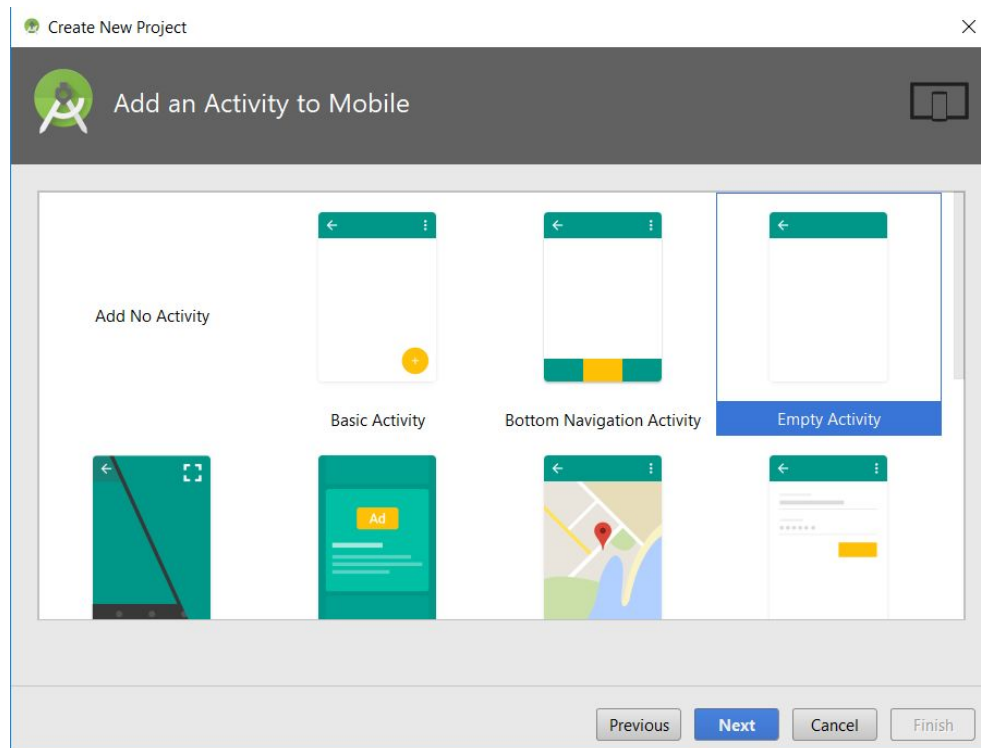 Create New Project
Add an Activity to Mobile
Add No Activity
Basic Activity
Bottom Navigation Activity
Empty Activity
Ad
Previous
Next
Cancel
Finish